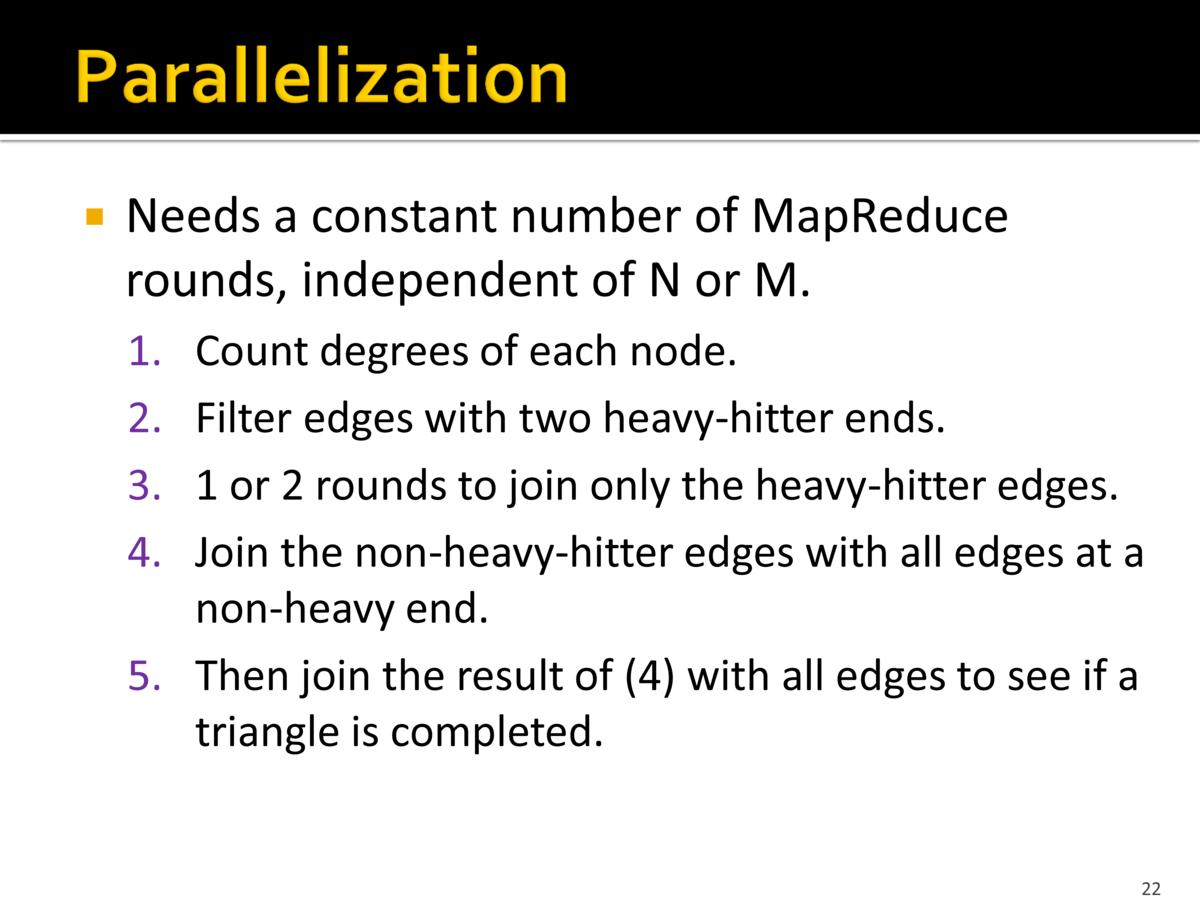 Parallelization
Needs a constant number of MapReduce
rounds, independent of N or M.
1. Count degrees of each node.
2. Filter edges with two heavy-hitter ends.
3. 1 or 2 rounds to join only the heavy-hitter edges.
4. Join the non-heavy-hitter edges with all edges at a
non-heavy end.
5. Then join the result of (4) with all edges to see if a
triangle is completed.
22